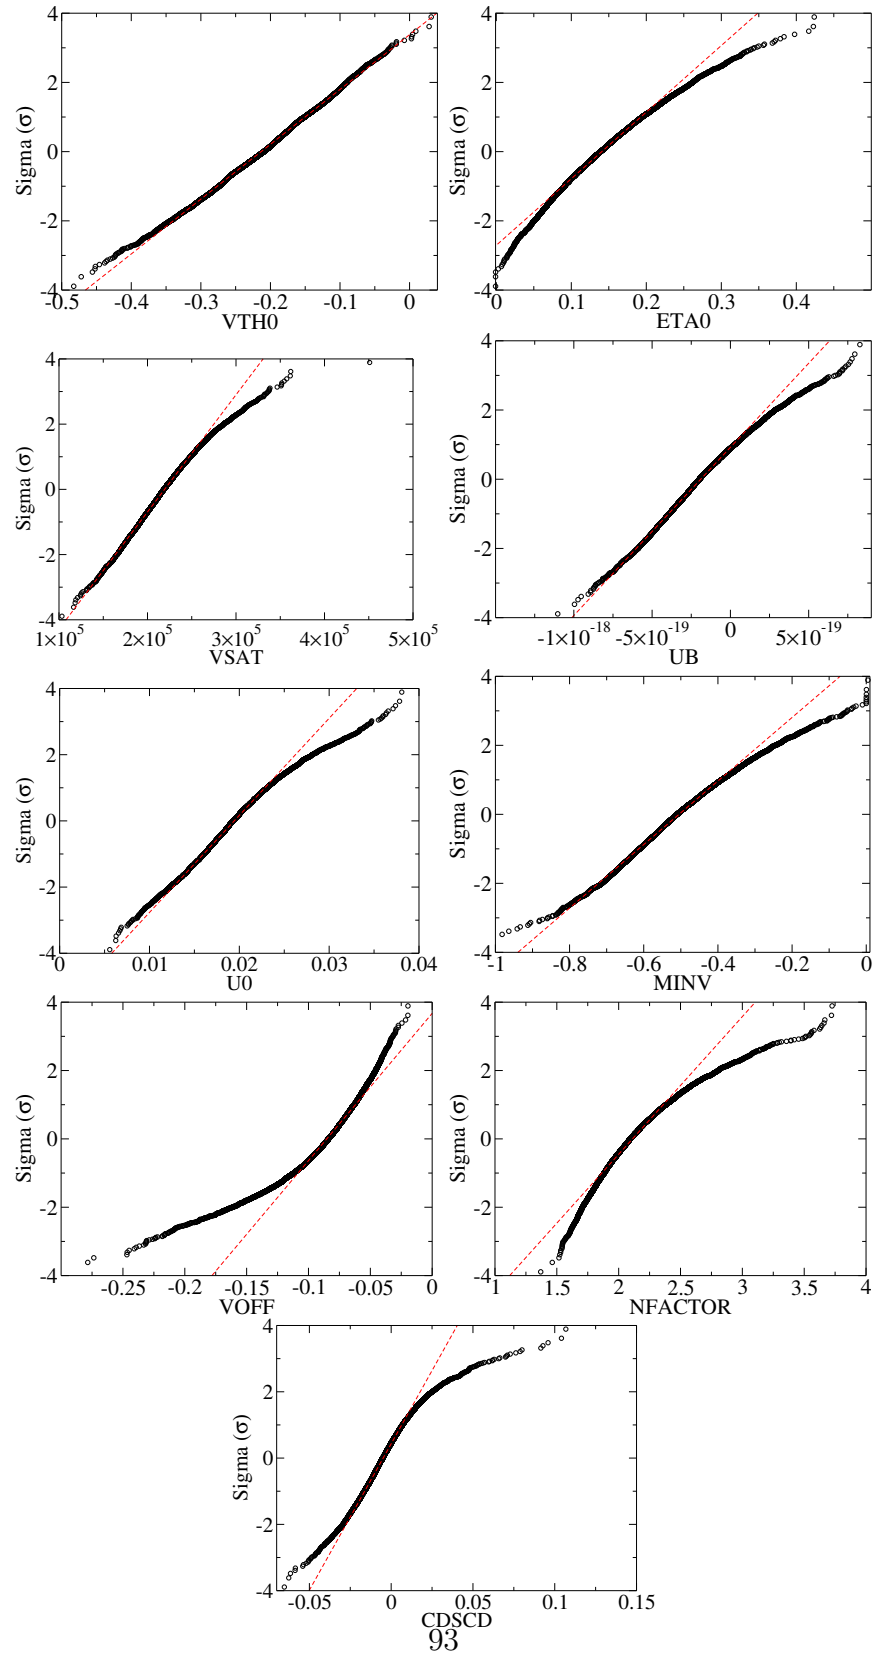 4
2
0
-2
-4
Sigma (σ)
-0.5 -0.4 -0.3 -0.2 -0.1 0
VTH0
4
2
0
-2
-4
Sigma (σ)
0 0.1 0.2 0.3 0.4
ETA0
4
2
0
-2
-4
Sigma (σ)
1×10⁵ 2×10⁵ 3×10⁵ 4×10⁵ 5×10⁵
VSAT
4
2
0
-2
-4
Sigma (σ)
-1×10⁻¹⁸ -5×10⁻¹⁹ 0 5×10⁻¹⁹
UB
4
2
0
-2
-4
Sigma (σ)
0 0.01 0.02 0.03 0.04
U0
4
2
0
-2
-4
Sigma (σ)
-1 -0.8 -0.6 -0.4 -0.2 0
MINV
4
2
0
-2
-4
Sigma (σ)
-0.25 -0.2 -0.15 -0.1 -0.05 0
VOFF
4
2
0
-2
-4
Sigma (σ)
1 1.5 2 2.5 3 3.5 4
NFACTOR
4
2
0
-2
-4
Sigma (σ)
-0.05 0 0.05 0.1 0.15
CDSCD
93